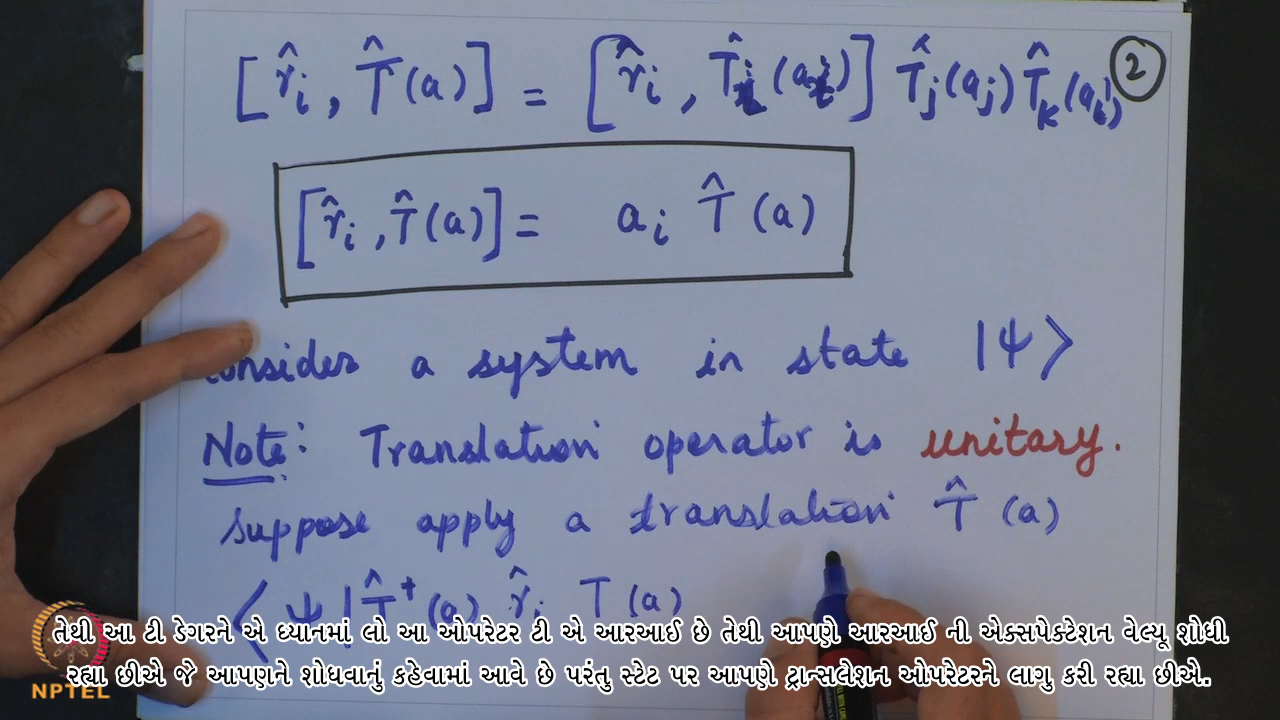 [r̂i , T̂(a)] = [r̂i , T̂i (ai)] T̂j(aj) T̂k(ak) 2
[r̂i , T̂(a)] = ai T̂ (a)
consider a system in state |ψ⟩
Note: Translation operator is unitary.
suppose apply a translation T̂ (a)
⟨ψ| T̂†(a) r̂i T(a)
તેથી આ ટી ડેગરને એ ધ્યાનમાં લો આ ઓપરેટર ટી એ આરઆઈ છે તેથી આપણે આરઆઈ ની એક્સપેક્ટેશન વેલ્યૂ શોધી
રહ્યા છીએ જે આપણને શોધવાનું કહેવામાં આવે છે પરંતુ સ્ટેટ પર આપણે ટ્રાન્સલેશન ઓપરેટરને લાગુ કરી રહ્યા છીએ.
NPTEL